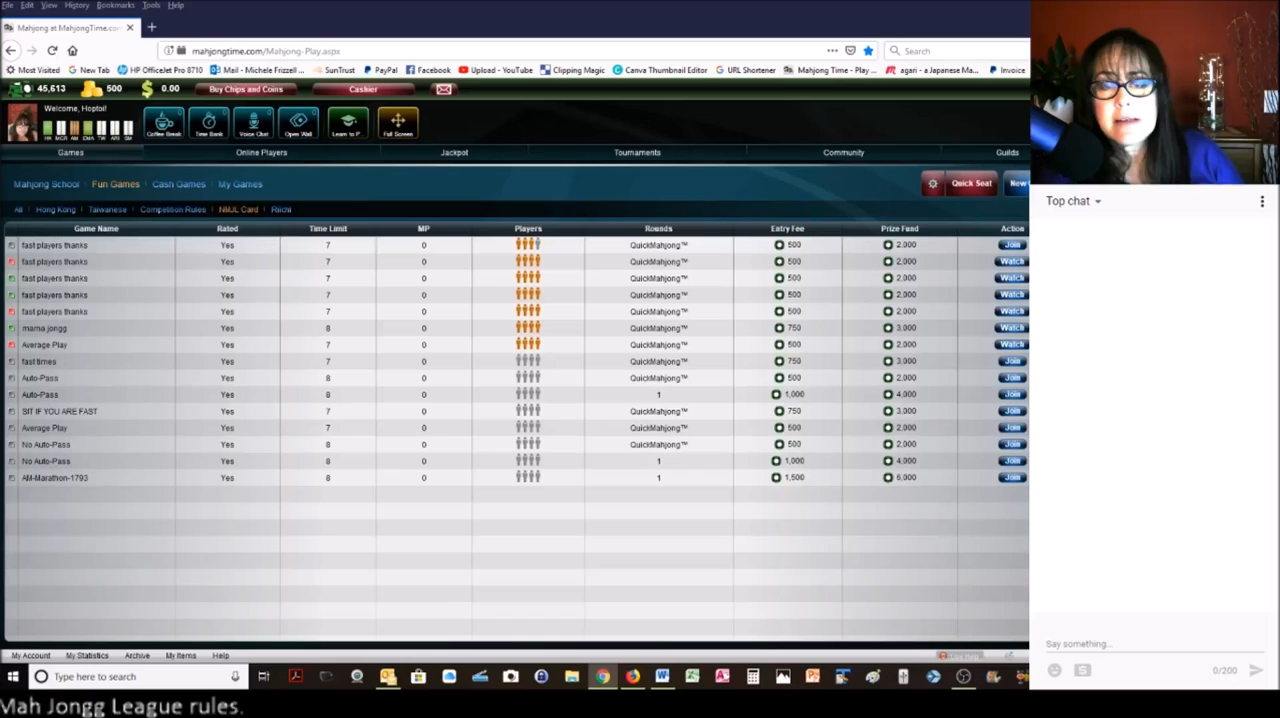 File Edit View History Bookmarks Tools Help
Mahjong at MahjongTime.com
mahjongtime.com/Mahjong-Play.aspx Search
Most Visited New Tab HP OfficeJet Pro 8710 Mail - Michele Frizzell ... SunTrust PayPal Facebook Upload - YouTube Clipping Magic Canva Thumbnail Editor URL Shortener Mahjong Time - Play ... agari - a Japanese Ma... Invoice
45,613 500 $ 0.00 Buy Chips and Coins Cashier
Welcome, Hoptoi!
HK MCR AM EMA TW
Coffee Break Time Bank Voice Chat Open Wall Learn to P... Full Screen
Games Online Players Jackpot Tournaments Community Guilds
Mahjong School Fun Games Cash Games My Games Quick Seat New
All Hong Kong Taiwanese Competition Rules NMJL Card Riichi
Game Name Rated Time Limit MP Players Rounds Entry Fee Prize Fund Action
fast players thanks Yes 7 0 QuickMahjong™ 500 2,000 Join
fast players thanks Yes 7 0 QuickMahjong™ 500 2,000 Watch
fast players thanks Yes 7 0 QuickMahjong™ 500 2,000 Watch
fast players thanks Yes 7 0 QuickMahjong™ 500 2,000 Watch
fast players thanks Yes 7 0 QuickMahjong™ 500 2,000 Watch
mama jongg Yes 8 0 QuickMahjong™ 750 3,000 Watch
Average Play Yes 7 0 QuickMahjong™ 500 2,000 Watch
fast times Yes 7 0 QuickMahjong™ 750 3,000 Join
Auto-Pass Yes 8 0 QuickMahjong™ 500 2,000 Join
Auto-Pass Yes 8 0 1 1,000 4,000 Join
SIT IF YOU ARE FAST Yes 7 0 QuickMahjong™ 750 3,000 Join
Average Play Yes 7 0 QuickMahjong™ 500 2,000 Join
No Auto-Pass Yes 8 0 QuickMahjong™ 500 2,000 Join
No Auto-Pass Yes 8 0 1 1,000 4,000 Join
AM-Marathon-1793 Yes 8 0 1 1,500 6,000 Join
My Account My Statistics Archive My Items Help
Type here to search
Top chat
Say something...
0/200
Mah Jongg League rules.